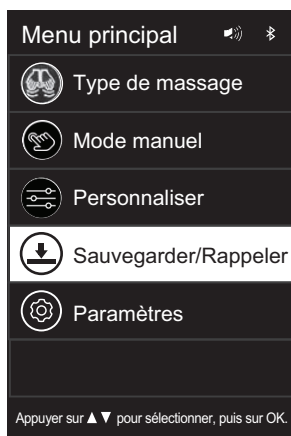 Menu principal
Type de massage
Mode manuel
Personnaliser
Sauvegarder/Rappeler
Paramètres
Appuyer sur ▲▼ pour sélectionner, puis sur OK.